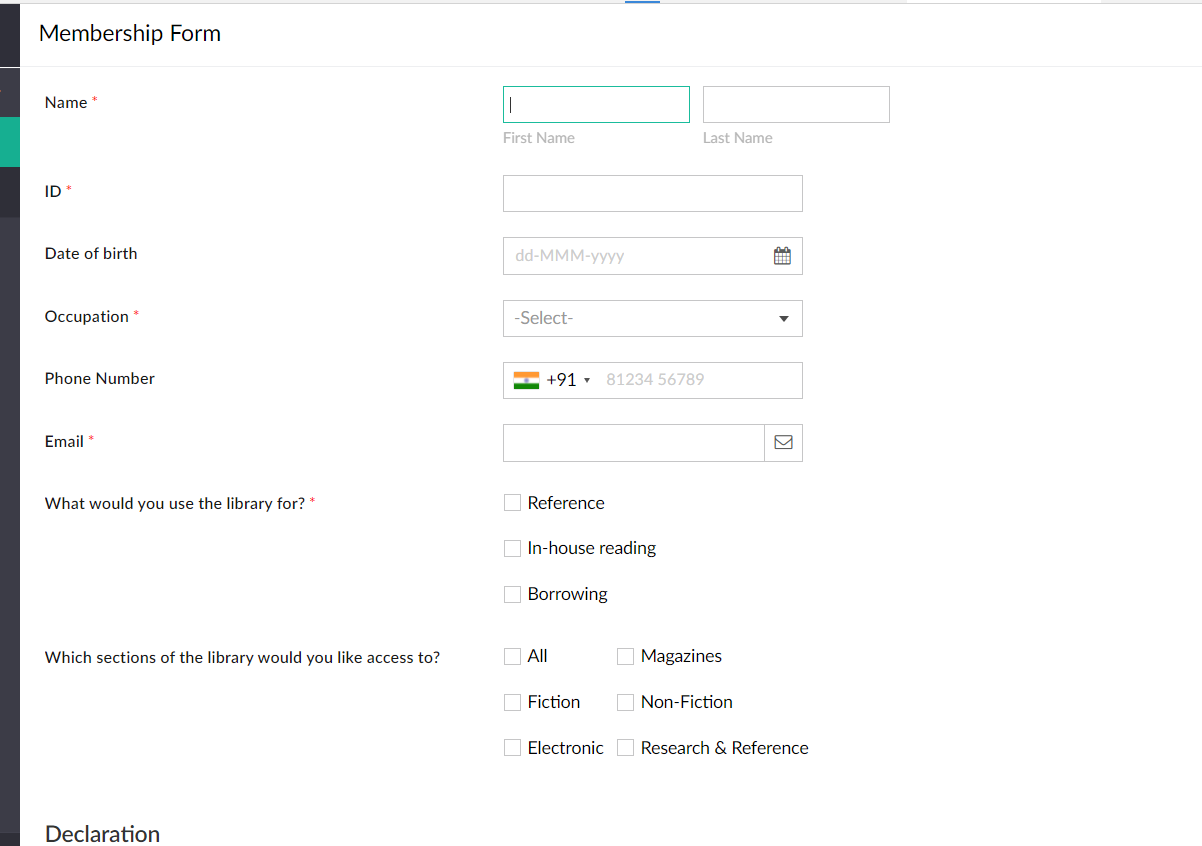 Membership Form
Name *
First Name Last Name
ID *
Date of birth dd-MMM-yyyy
Occupation * -Select-
Phone Number +91 81234 56789
Email *
What would you use the library for? * Reference
In-house reading
Borrowing
Which sections of the library would you like access to? All Magazines
Fiction Non-Fiction
Electronic Research & Reference
Declaration